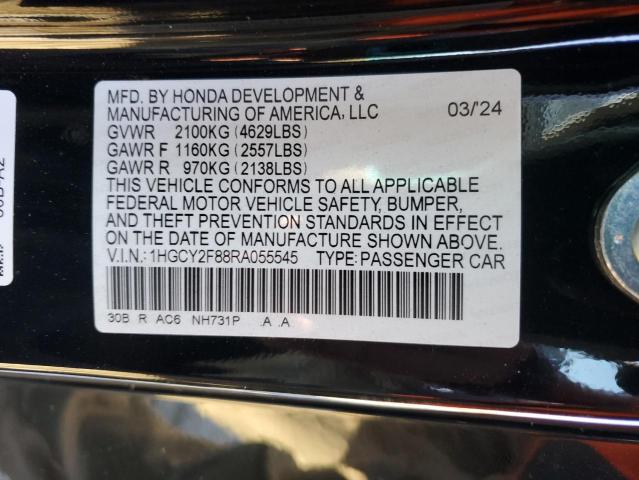 MFD. BY HONDA DEVELOPMENT &
MANUFACTURING OF AMERICA, LLC 03/24
GVWR 2100KG (4629LBS)
GAWR F 1160KG (2557LBS)
GAWR R 970KG (2138LBS)
THIS VEHICLE CONFORMS TO ALL APPLICABLE
FEDERAL MOTOR VEHICLE SAFETY, BUMPER,
AND THEFT PREVENTION STANDARDS IN EFFECT
ON THE DATE OF MANUFACTURE SHOWN ABOVE.
V.I.N.: 1HGCY2F88RA055545 TYPE: PASSENGER CAR
30B R AC6 NH731P .A .A